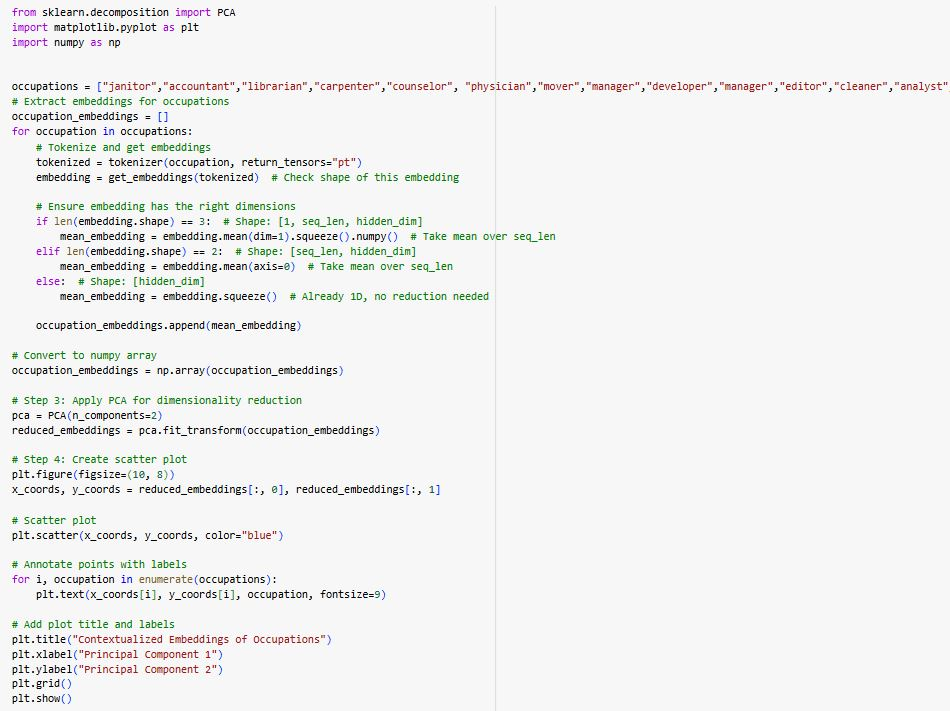 from sklearn.decomposition import PCA
import matplotlib.pyplot as plt
import numpy as np
occupations = ["janitor","accountant","librarian","carpenter","counselor", "physician","mover","manager","developer","manager","editor","cleaner","analyst",
# Extract embeddings for occupations
occupation_embeddings = []
for occupation in occupations:
    # Tokenize and get embeddings
    tokenized = tokenizer(occupation, return_tensors="pt")
    embedding = get_embeddings(tokenized)  # Check shape of this embedding
    # Ensure embedding has the right dimensions
    if len(embedding.shape) == 3:  # Shape: [1, seq_len, hidden_dim]
        mean_embedding = embedding.mean(dim=1).squeeze().numpy()  # Take mean over seq_len
    elif len(embedding.shape) == 2:  # Shape: [seq_len, hidden_dim]
        mean_embedding = embedding.mean(axis=0)  # Take mean over seq_len
    else:  # Shape: [hidden_dim]
        mean_embedding = embedding.squeeze()  # Already 1D, no reduction needed
    occupation_embeddings.append(mean_embedding)
# Convert to numpy array
occupation_embeddings = np.array(occupation_embeddings)
# Step 3: Apply PCA for dimensionality reduction
pca = PCA(n_components=2)
reduced_embeddings = pca.fit_transform(occupation_embeddings)
# Step 4: Create scatter plot
plt.figure(figsize=(10, 8))
x_coords, y_coords = reduced_embeddings[:, 0], reduced_embeddings[:, 1]
# Scatter plot
plt.scatter(x_coords, y_coords, color="blue")
# Annotate points with labels
for i, occupation in enumerate(occupations):
    plt.text(x_coords[i], y_coords[i], occupation, fontsize=9)
# Add plot title and labels
plt.title("Contextualized Embeddings of Occupations")
plt.xlabel("Principal Component 1")
plt.ylabel("Principal Component 2")
plt.grid()
plt.show()